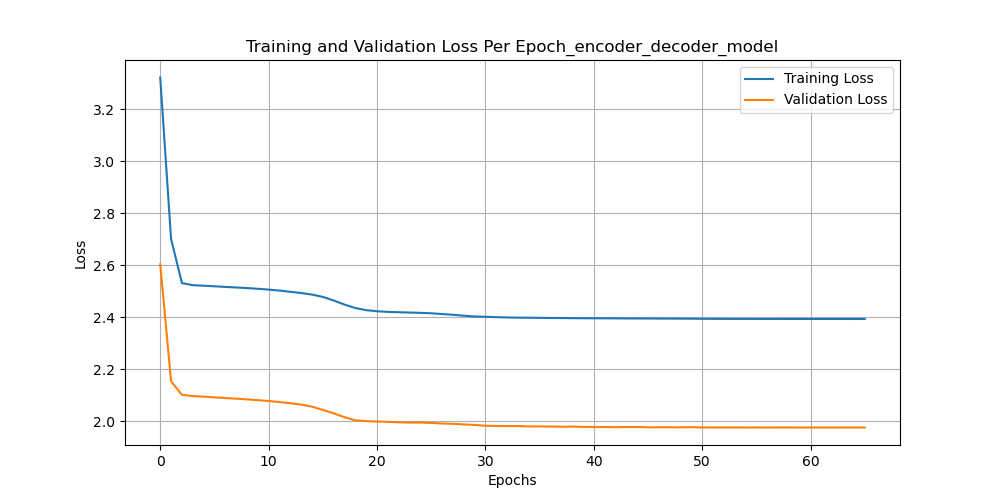 Training and Validation Loss Per Epoch_encoder_decoder_model
Training Loss
Validation Loss
3.2
3.0
2.8
2.6
2.4
2.2
2.0
Loss
0 10 20 30 40 50 60
Epochs